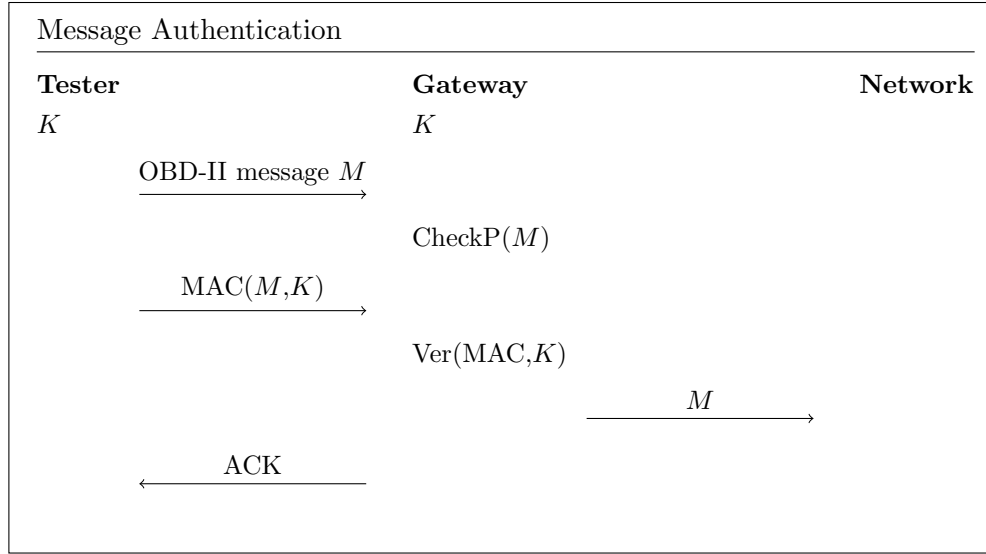 Message Authentication
Tester Gateway Network
K K
OBD-II message M
CheckP(M)
MAC(M,K)
Ver(MAC,K)
M
ACK